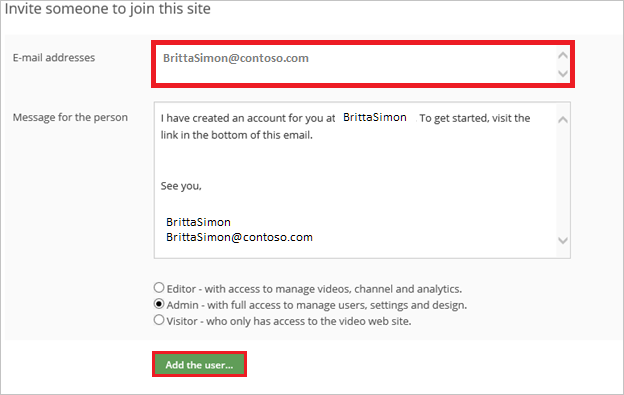 Invite someone to join this site
E-mail addresses
BrittaSimon@contoso.com
Message for the person
I have created an account for you at BrittaSimon To get started, visit the
link in the bottom of this email.
See you,
BrittaSimon
BrittaSimon@contoso.com
Editor - with access to manage videos, channel and analytics.
Admin - with full access to manage users, settings and design.
Visitor - who only has access to the video web site.
Add the user...